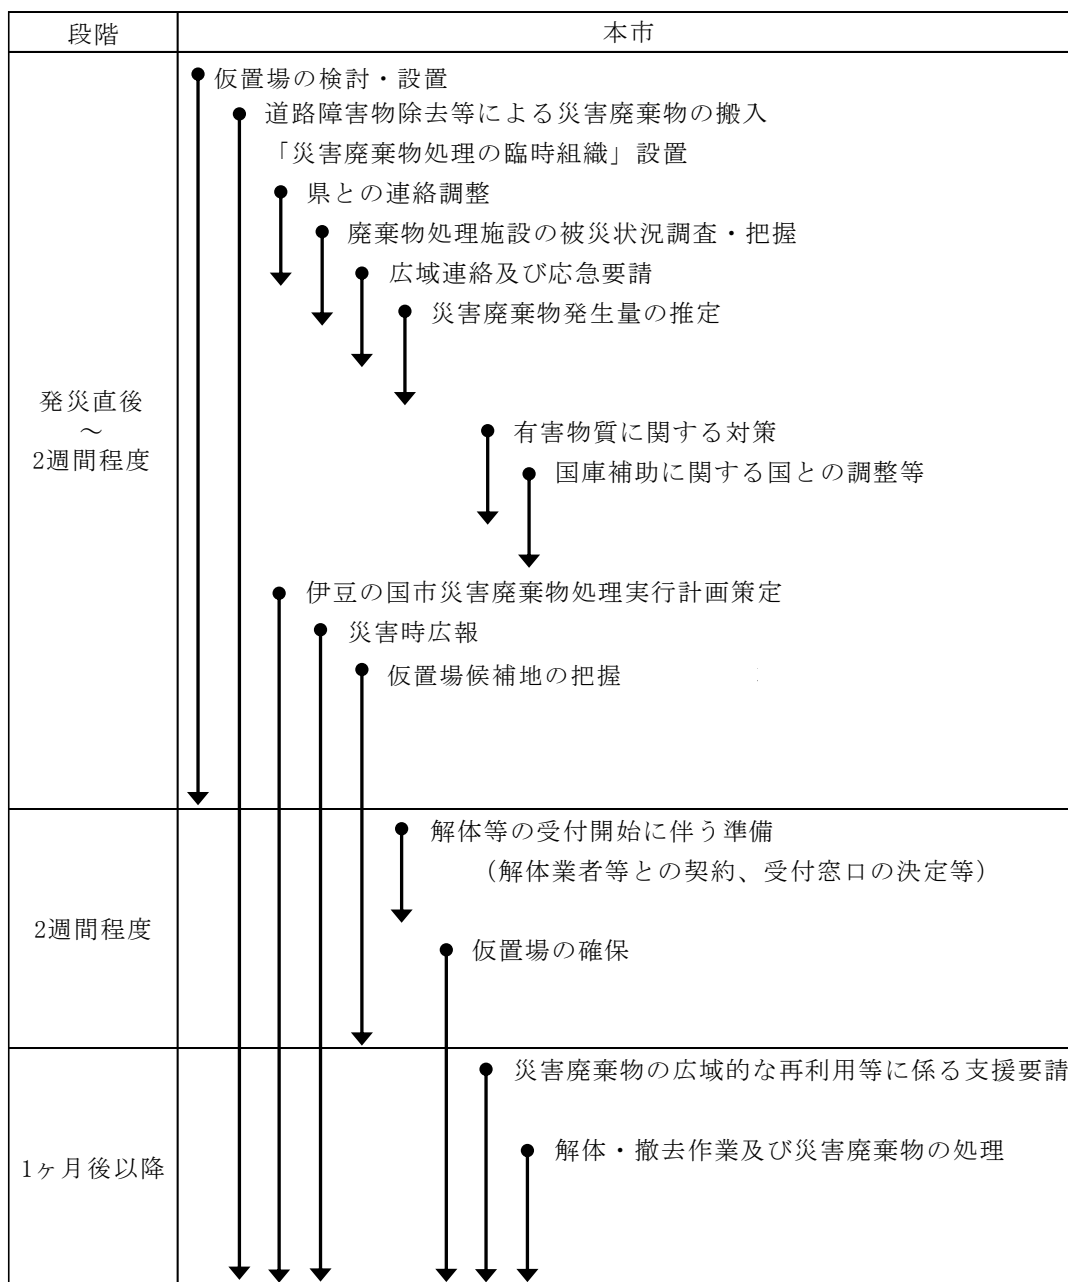 段階
本市
仮置場の検討・設置
道路障害物除去等による災害廃棄物の搬入
「災害廃棄物処理の臨時組織」設置
県との連絡調整
廃棄物処理施設の被災状況調査・把握
広域連絡及び応急要請
災害廃棄物発生量の推定
発災直後
～
2週間程度
有害物質に関する対策
国庫補助に関する国との調整等
伊豆の国市災害廃棄物処理実行計画策定
災害時広報
仮置場候補地の把握
2週間程度
解体等の受付開始に伴う準備
（解体業者等との契約、受付窓口の決定等）
仮置場の確保
1ヶ月後以降
災害廃棄物の広域的な再利用等に係る支援要請
解体・撤去作業及び災害廃棄物の処理